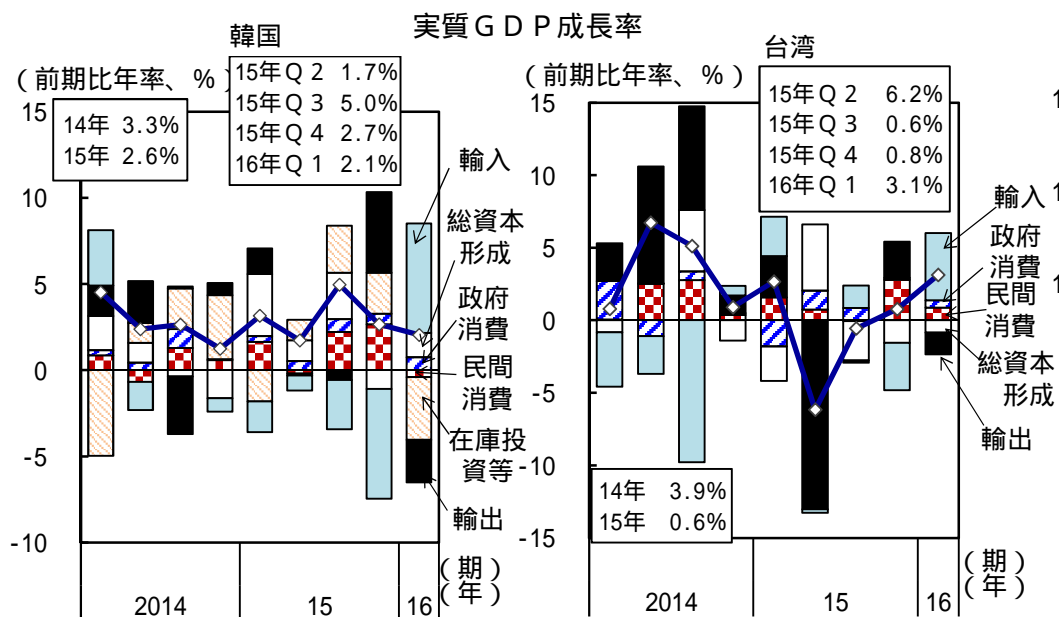 実質ＧＤＰ成長率
韓国
（前期比年率、％）
15年Ｑ２ 1.7%
15年Ｑ３ 5.0%
15年Ｑ４ 2.7%
16年Ｑ１ 2.1%
14年 3.3%
15年 2.6%
15
10
5
0
-5
-10
輸入
総資本
形成
政府
消費
民間
消費
在庫投
資等
輸出
（期）
（年）
2014
15
16
台湾
（前期比年率、％）
15年Ｑ２ 6.2%
15年Ｑ３ 0.6%
15年Ｑ４ 0.8%
16年Ｑ１ 3.1%
15
10
5
0
-5
-10
-15
輸入
政府
消費
民間
消費
総資本
形成
輸出
14年 3.9%
15年 0.6%
（期）
（年）
2014
15
16
1
1
1